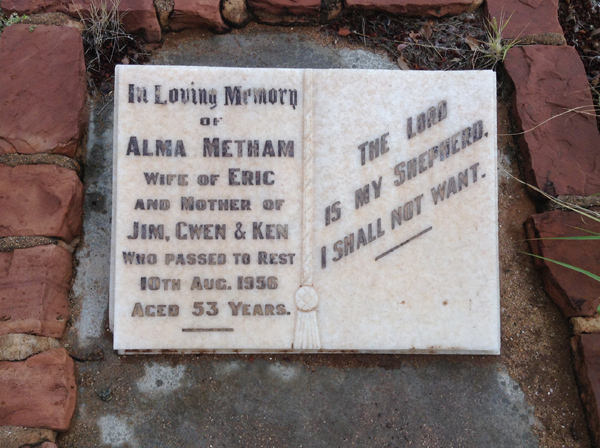 In Loving Memory
OF
ALMA METHAM
WIFE OF ERIC
AND MOTHER OF
JIM, GWEN & KEN
WHO PASSED TO REST
10TH AUG. 1956
AGED 53 YEARS.
THE LORD
IS MY SHEPHERD,
I SHALL NOT WANT.